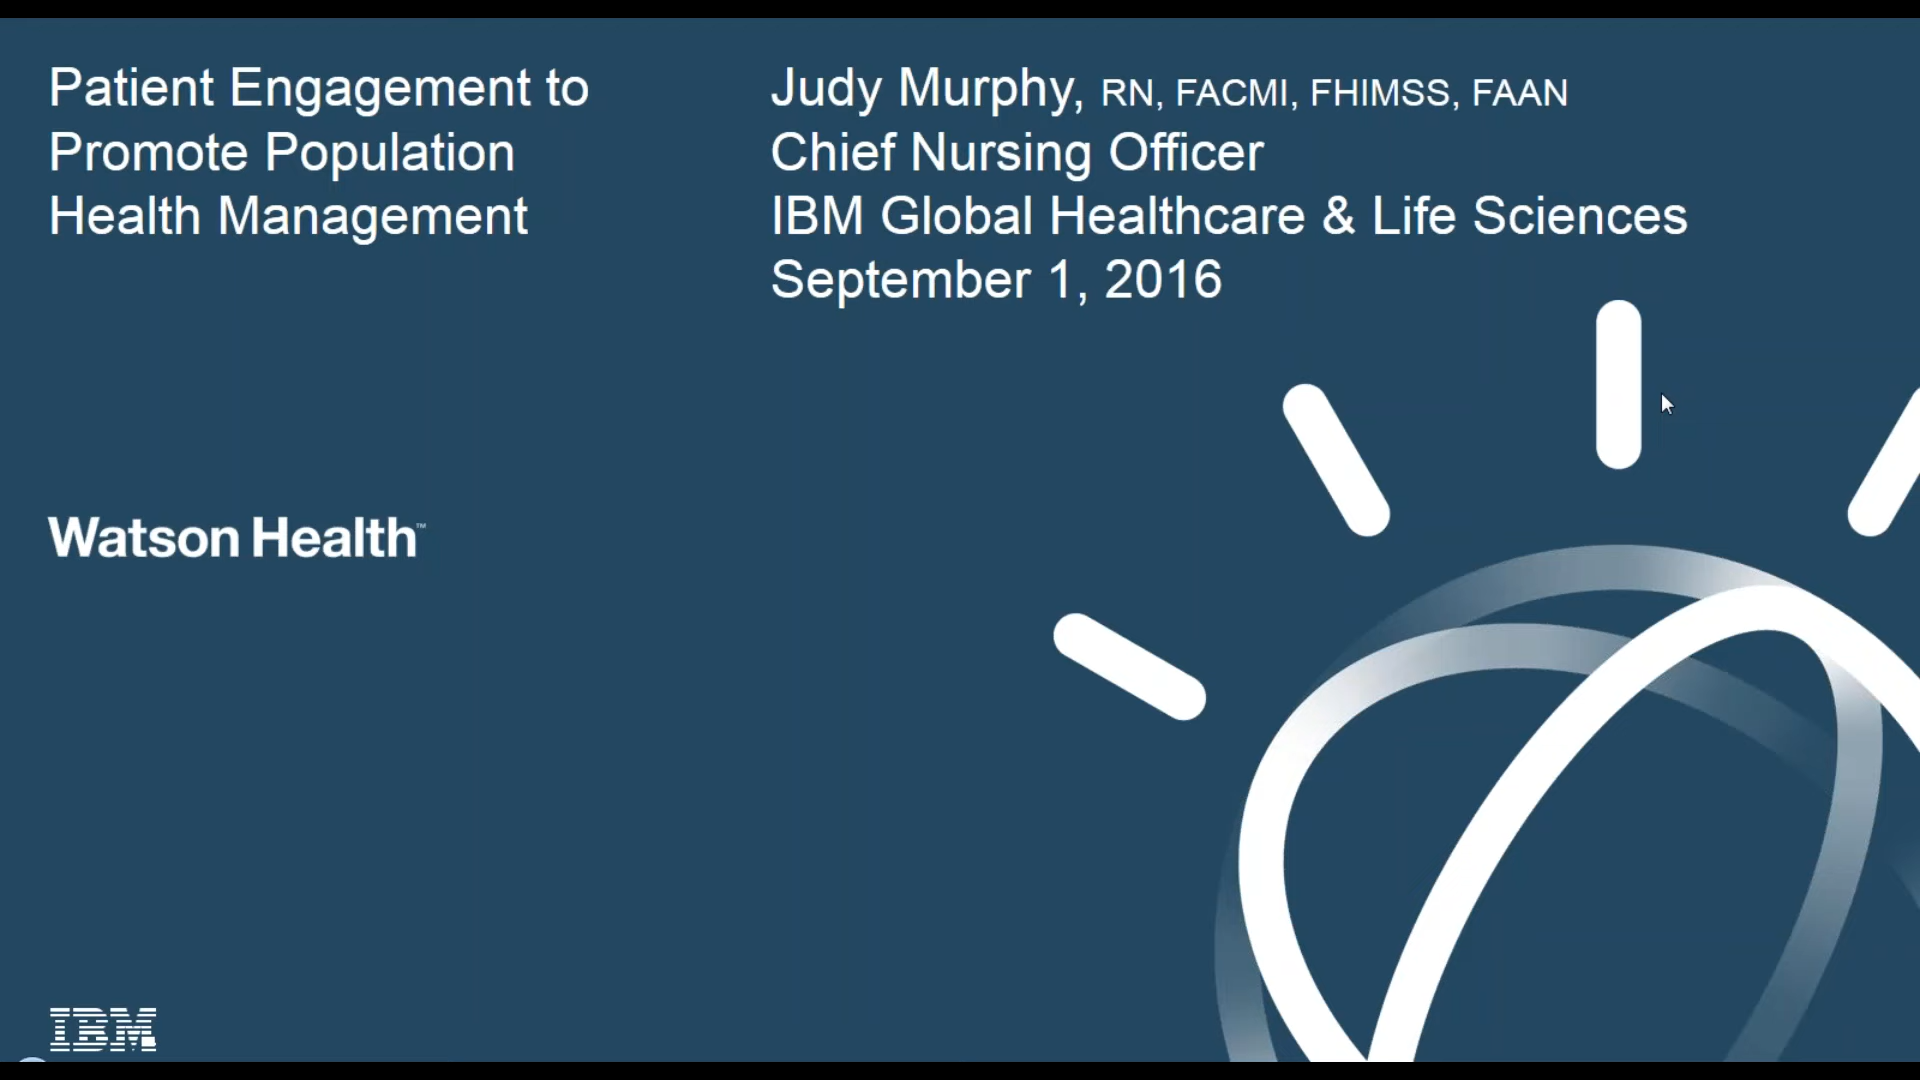 Patient Engagement to
Promote Population
Health Management
Judy Murphy, RN, FACMI, FHIMSS, FAAN
Chief Nursing Officer
IBM Global Healthcare & Life Sciences
September 1, 2016
Watson Health™
IBM